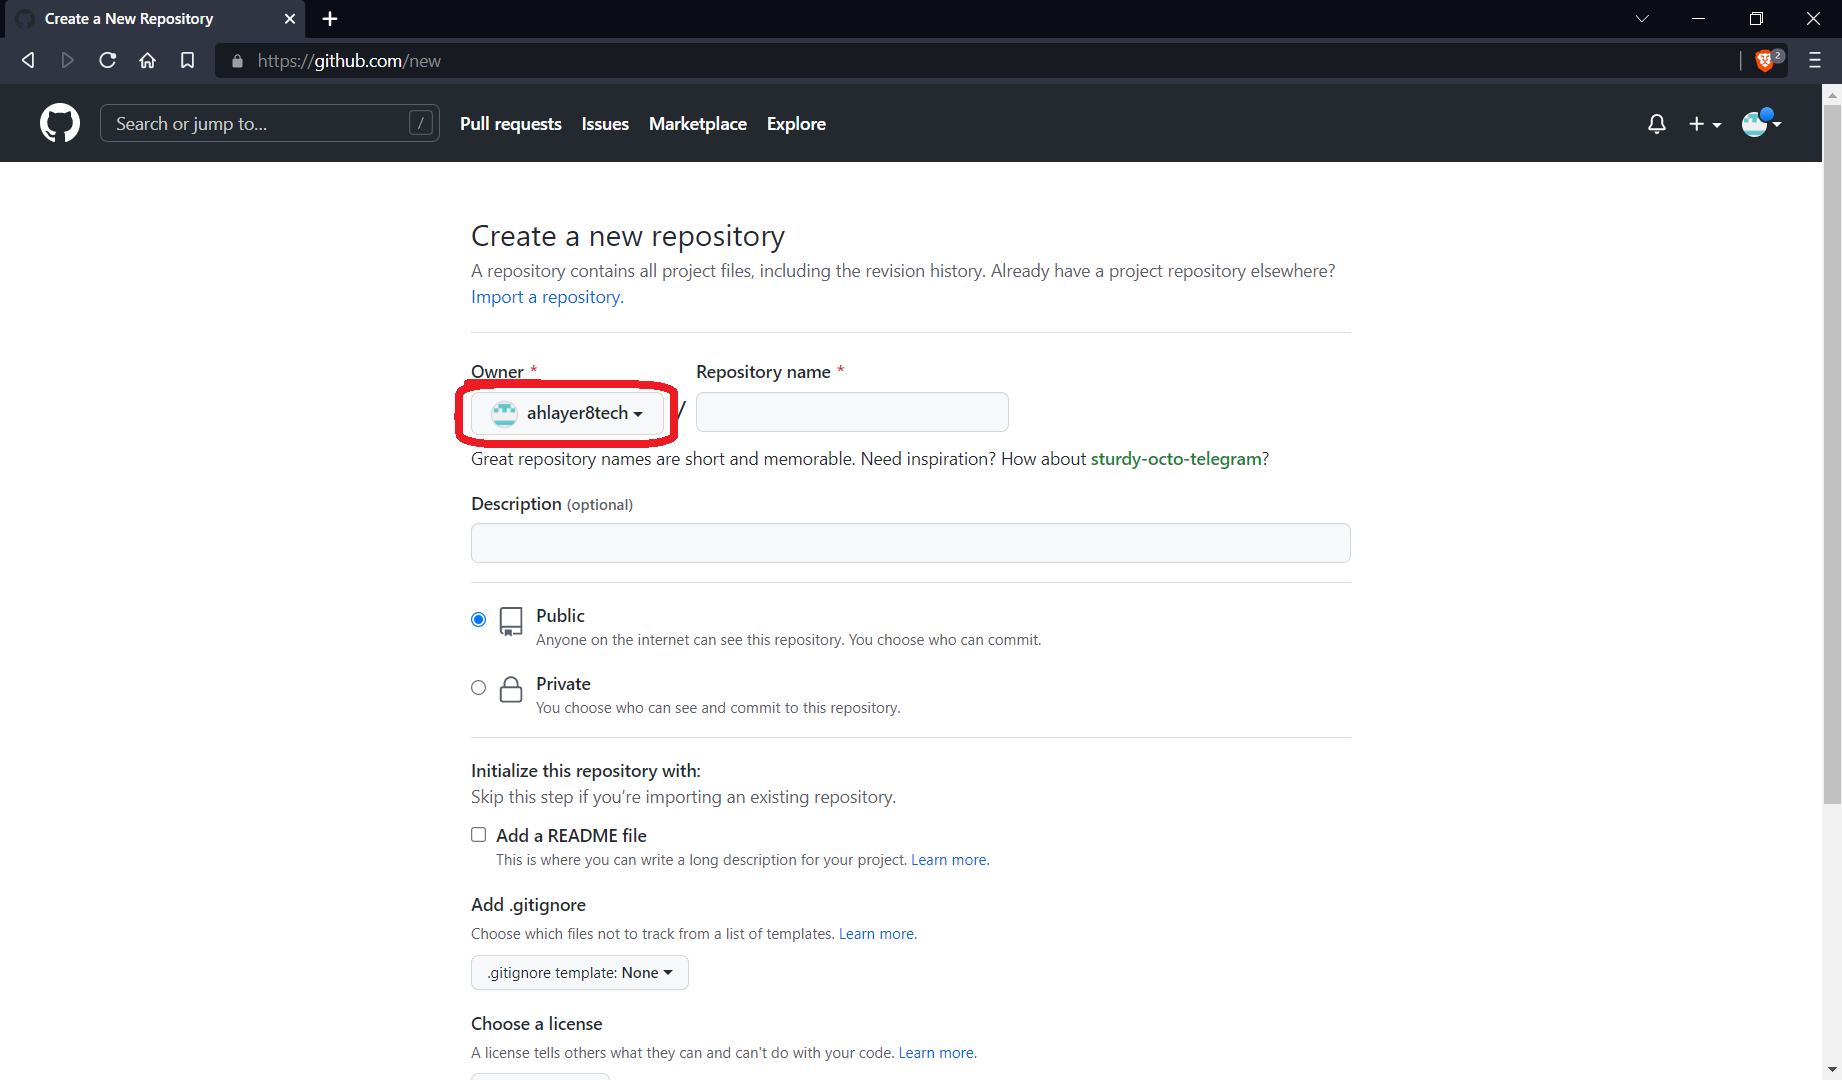 Create a New Repository
https://github.com/new
2
Search or jump to... /
Pull requests Issues Marketplace Explore
Create a new repository
A repository contains all project files, including the revision history. Already have a project repository elsewhere?
Import a repository.
Owner * Repository name *
ahlayer8tech /
Great repository names are short and memorable. Need inspiration? How about sturdy-octo-telegram?
Description (optional)
Public
Anyone on the internet can see this repository. You choose who can commit.
Private
You choose who can see and commit to this repository.
Initialize this repository with:
Skip this step if you’re importing an existing repository.
Add a README file
This is where you can write a long description for your project. Learn more.
Add .gitignore
Choose which files not to track from a list of templates. Learn more.
.gitignore template: None
Choose a license
A license tells others what they can and can't do with your code. Learn more.